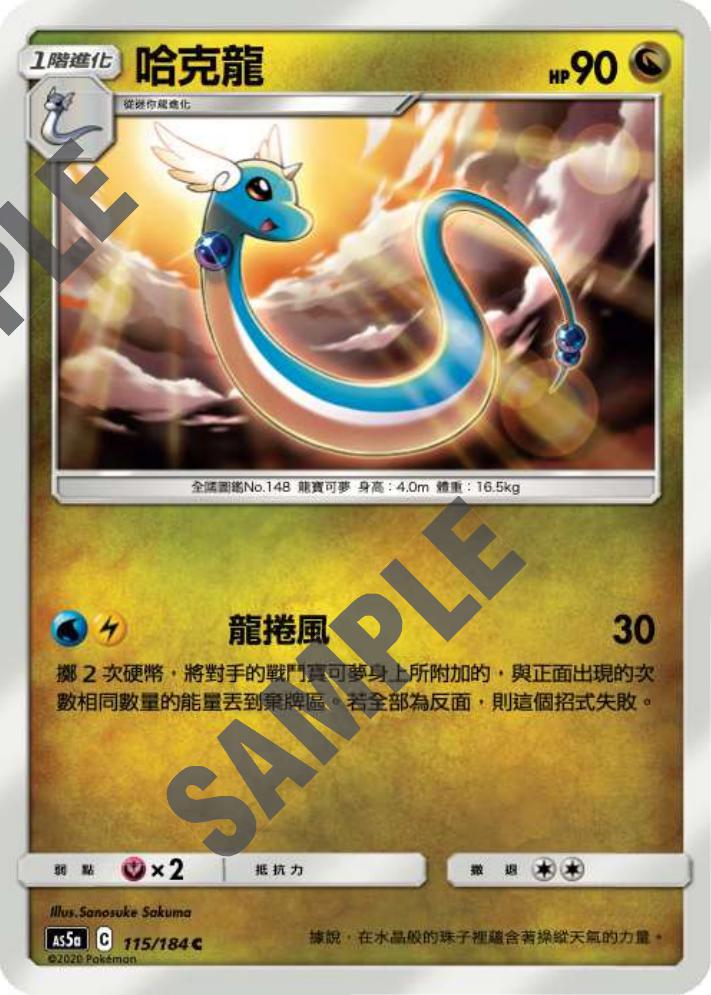 1階進化
哈克龍
HP90
從迷你龍進化
全國圖鑑No.148 龍寶可夢 身高：4.0m 體重：16.5kg
龍捲風 30
擲 2 次硬幣，將對手的戰鬥寶可夢身上所附加的，與正面出現的次
數相同數量的能量丟到棄牌區。若全部為反面，則這個招式失敗。
弱點 ×2 抵抗力 撤退
Illus.Sanosuke Sakuma
AS5a C 115/184 C
©2020 Pokémon
據說，在水晶般的珠子裡蘊含著操縱天氣的力量。
SAMPLE
PLE